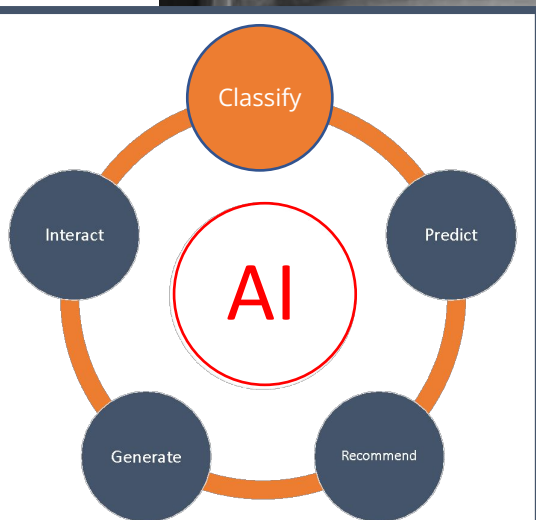 Classify
Interact
Predict
AI
Generate
Recommend